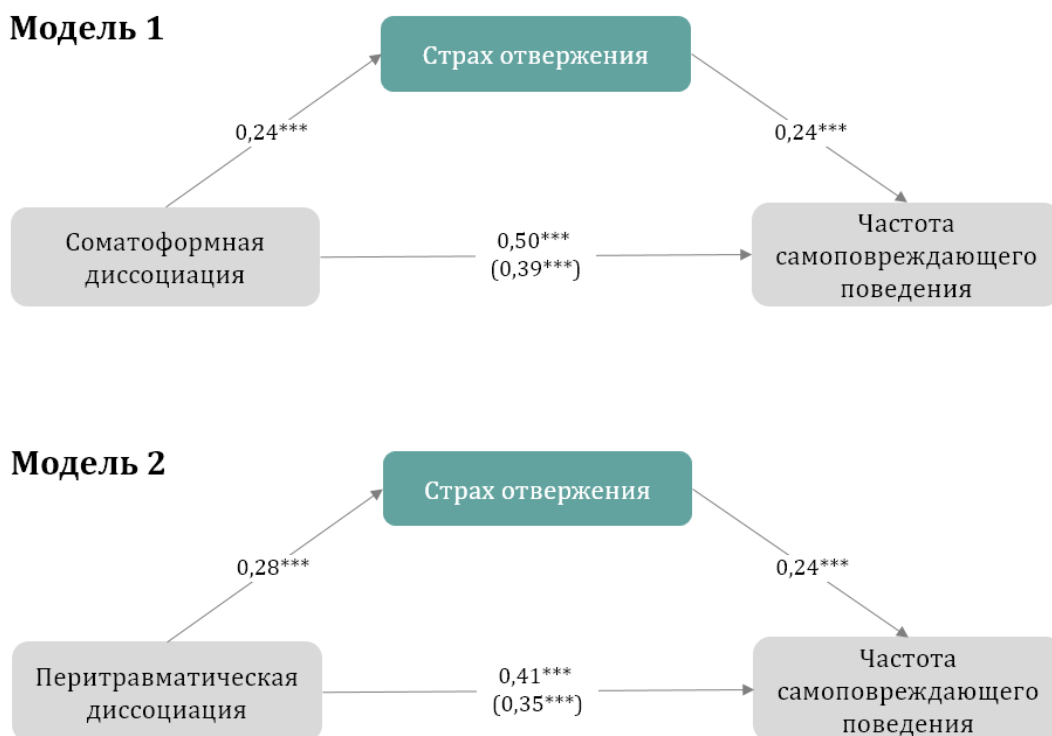 Модель 1
Страх отвержения
0,24***
0,24***
Соматоформная
диссоциация
0,50***
(0,39***)
Частота
самоповреждающего
поведения
Модель 2
Страх отвержения
0,28***
0,24***
Перитравматическая
диссоциация
0,41***
(0,35***)
Частота
самоповреждающего
поведения